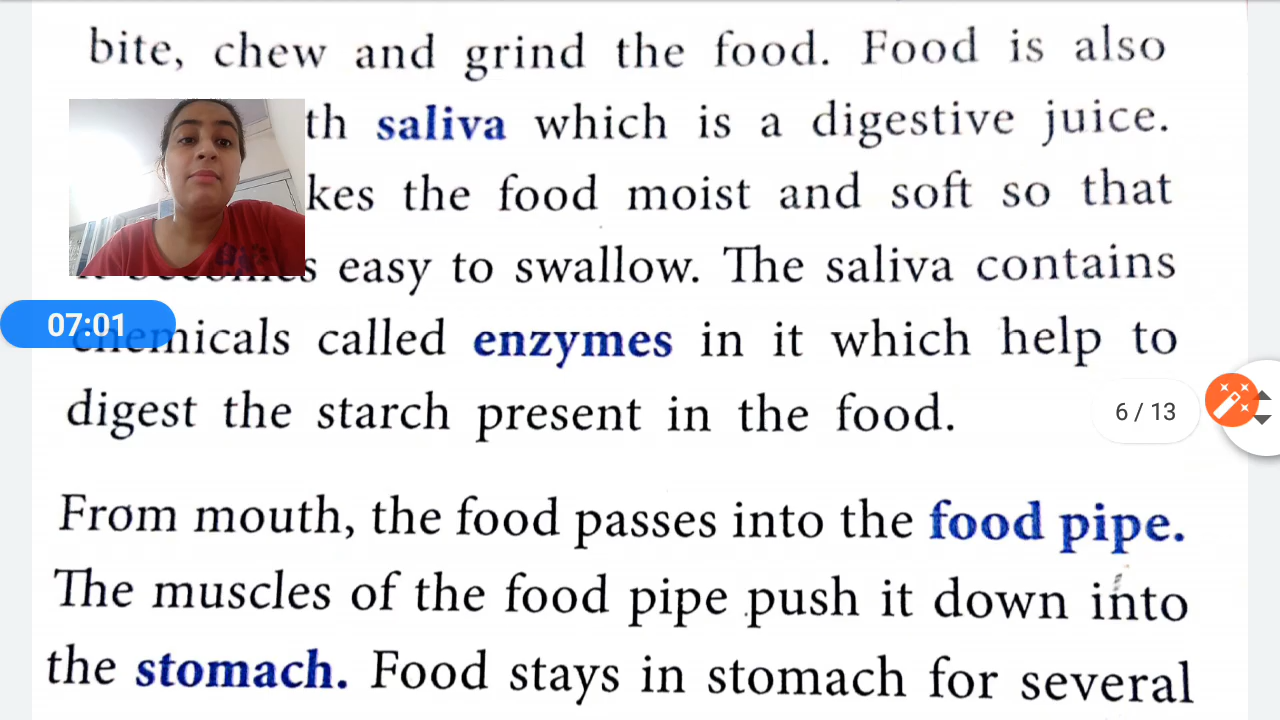 bite, chew and grind the food. Food is also
th saliva which is a digestive juice.
kes the food moist and soft so that
easy to swallow. The saliva contains
07:01
chemicals called enzymes in it which help to
digest the starch present in the food.
6 / 13
From mouth, the food passes into the food pipe.
The muscles of the food pipe push it down into
the stomach. Food stays in stomach for several